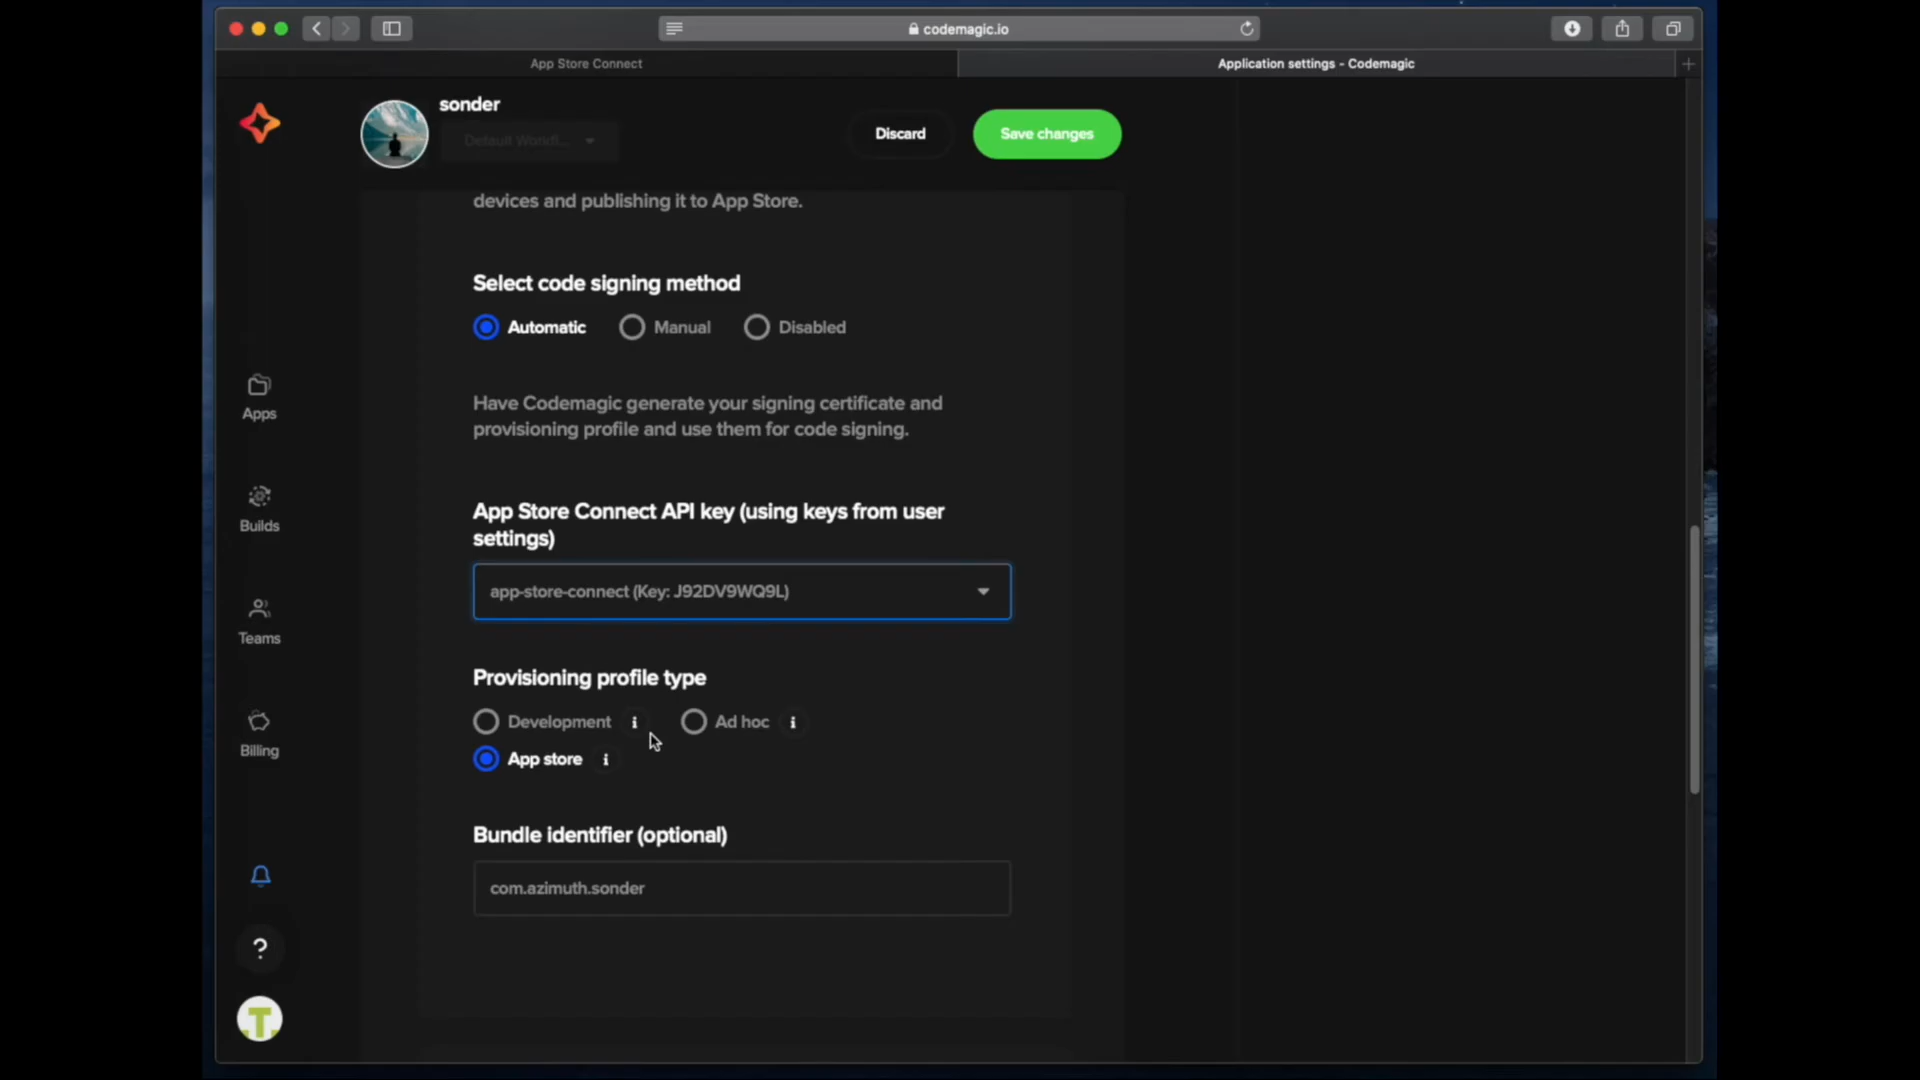 codemagic.io
App Store Connect
Application settings - Codemagic
sonder
Default Workfl...
Discard
Save changes
devices and publishing it to App Store.
Select code signing method
Automatic
Manual
Disabled
Have Codemagic generate your signing certificate and
provisioning profile and use them for code signing.
App Store Connect API key (using keys from user
settings)
app-store-connect (Key: J92DV9WQ9L)
Provisioning profile type
Development
Ad hoc
App store
Bundle identifier (optional)
com.azimuth.sonder
Apps
Builds
Teams
Billing
?
.T.